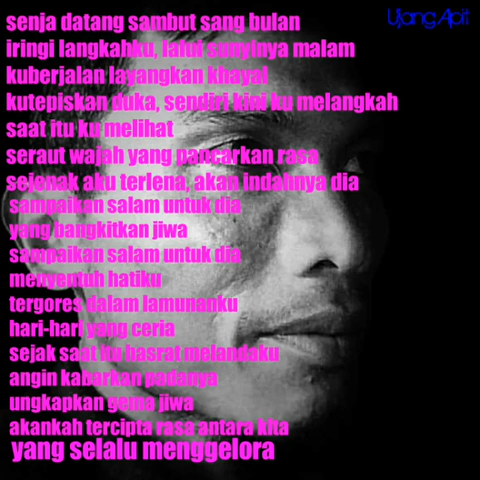 Ujang Apit
senja datang sambut sang bulan
iringi langkahku, lalui sunyinya malam
kuberjalan layangkan khayal
kutepiskan duka, sendiri kini ku melangkah
saat itu ku melihat
seraut wajah yang pancarkan rasa
sejenak aku terlena, akan indahnya dia
sampaikan salam untuk dia
yang bangkitkan jiwa
sampaikan salam untuk dia
menyentuh hatiku
tergores dalam lamunanku
hari-hari yang ceria
sejak saat itu hasrat melandaku
angin kabarkan padanya
ungkapkan gema jiwa
akankah tercipta rasa antara kita
yang selalu menggelora